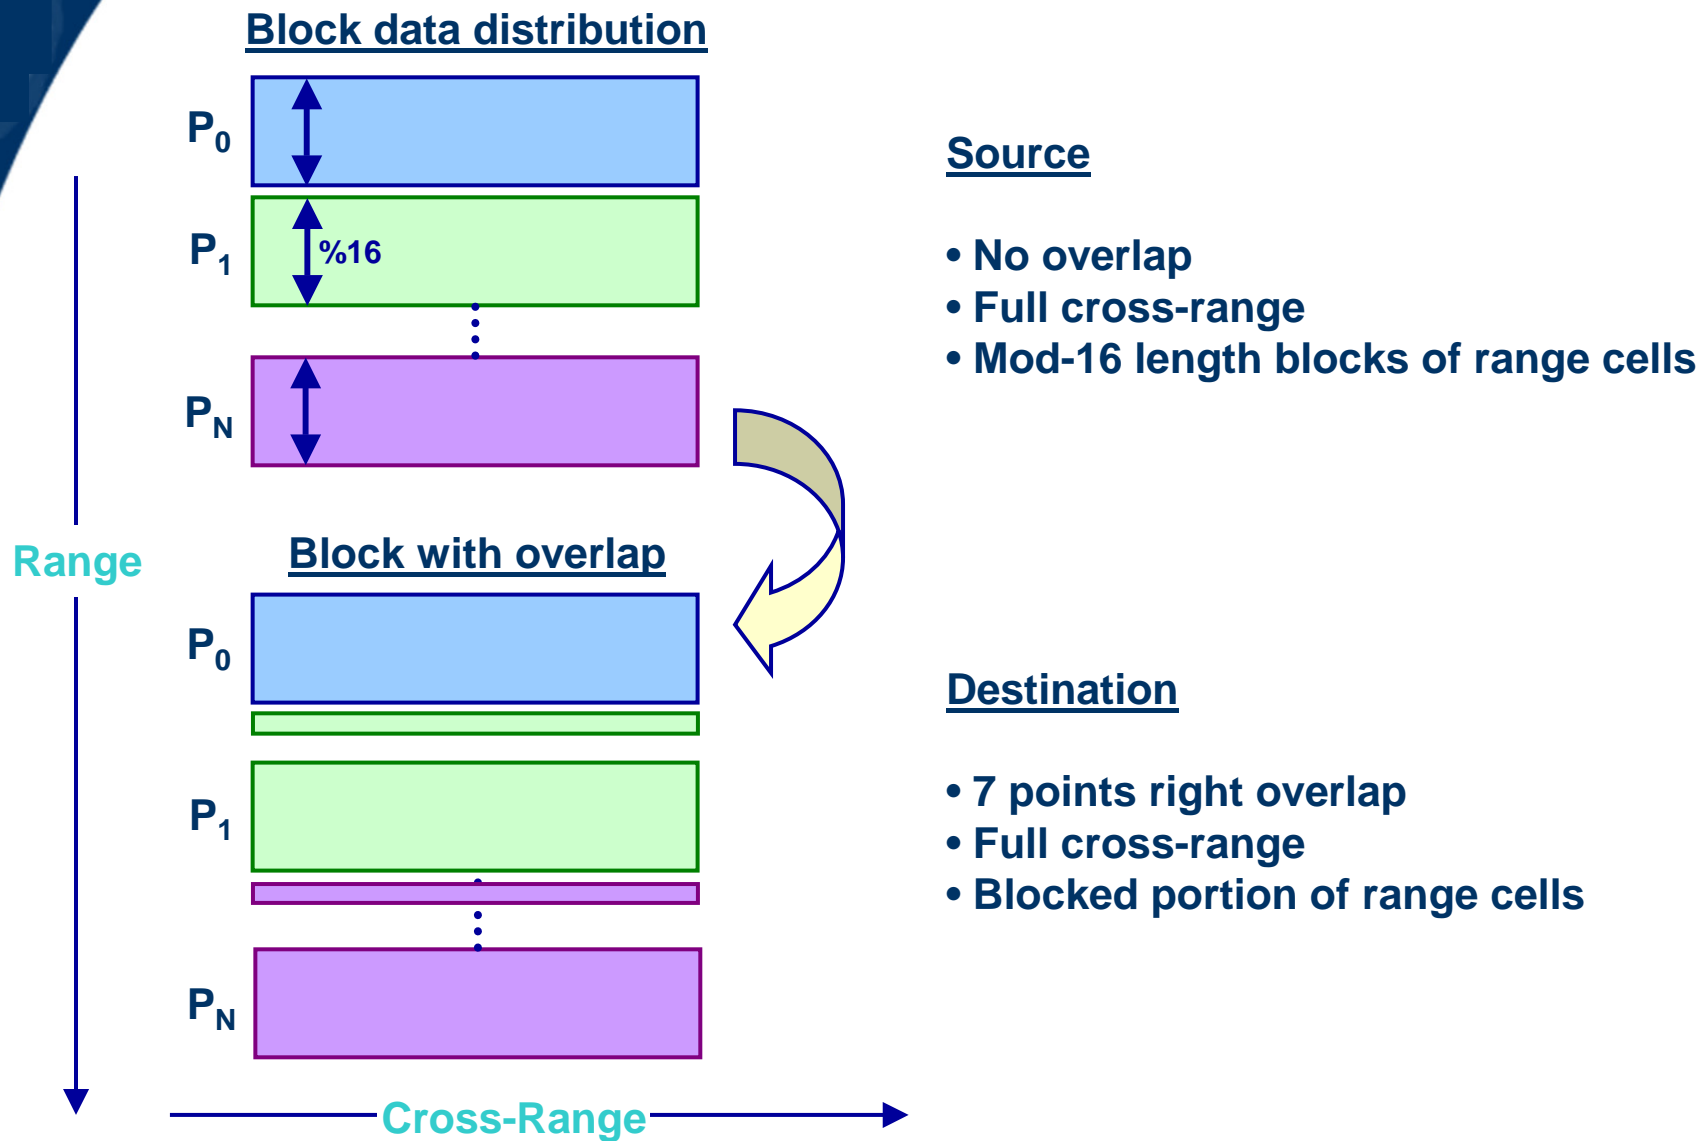 Block data distribution
P0
P1
%16
PN
Source
• No overlap
• Full cross-range
• Mod-16 length blocks of range cells
Range
Block with overlap
P0
P1
PN
Destination
• 7 points right overlap
• Full cross-range
• Blocked portion of range cells
Cross-Range